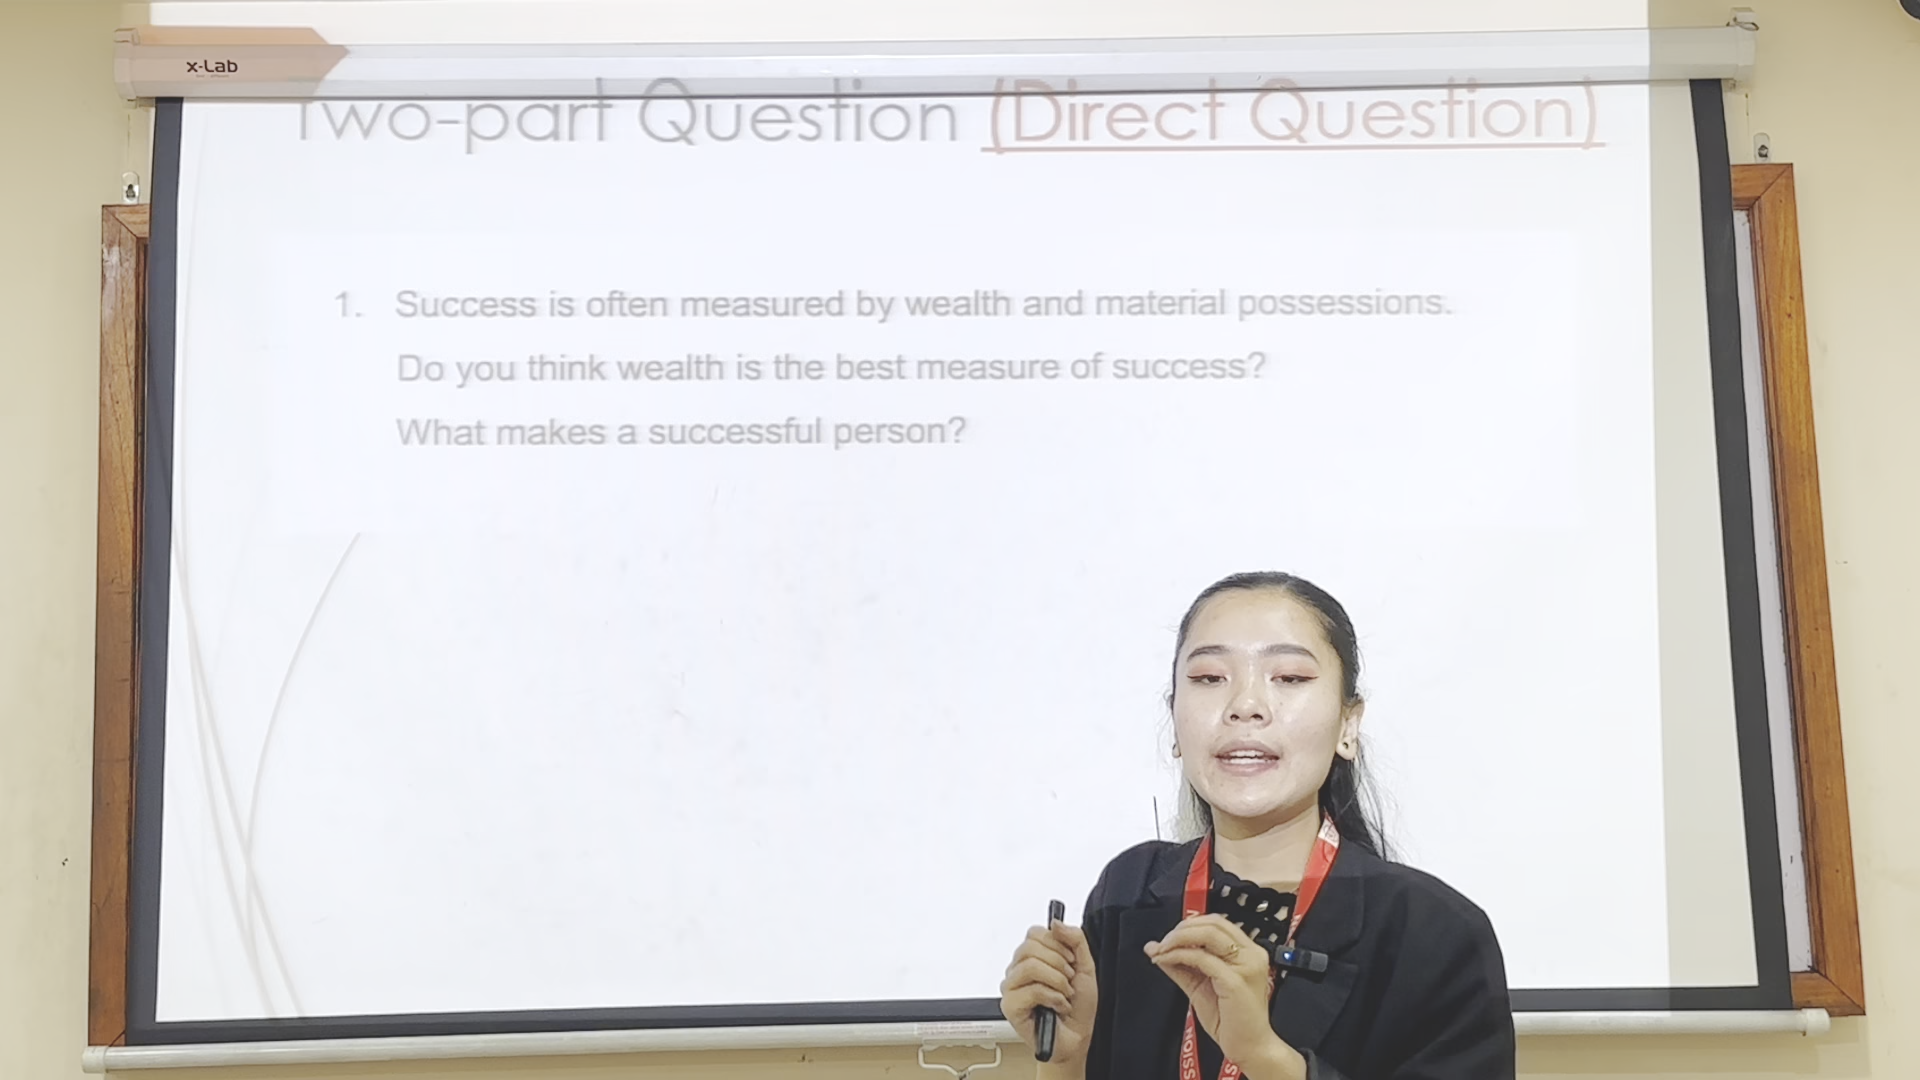 x-Lab
Two-part Question (Direct Question)
1. Success is often measured by wealth and material possessions.
Do you think wealth is the best measure of success?
What makes a successful person?